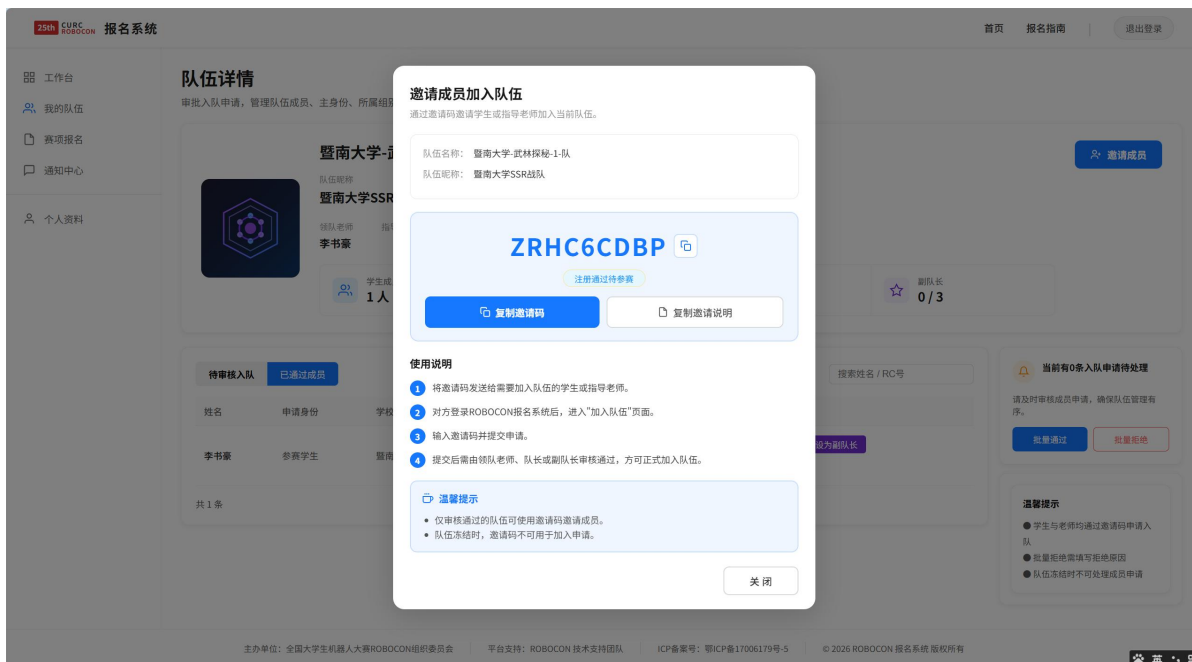 25th CURC ROBOCON 报名系统
首页 报名指南 退出登录
工作台
我的队伍
赛项报名
通知中心
个人资料
队伍详情
审批入队申请，管理队伍成员、主身份、所属组别
暨南大学-
队伍昵称
暨南大学SSR
领队老师
李书豪
学生成
1 人
邀请成员
副队长
0 / 3
邀请成员加入队伍
通过邀请码邀请学生或指导老师加入当前队伍。
队伍名称： 暨南大学-武林探秘-1-队
队伍昵称： 暨南大学SSR战队
ZRHC6CDBP
注册通过待参赛
复制邀请码 复制邀请说明
使用说明
1 将邀请码发送给需要加入队伍的学生或指导老师。
2 对方登录ROBOCON报名系统后，进入"加入队伍"页面。
3 输入邀请码并提交申请。
4 提交后需由领队老师、队长或副队长审核通过，方可正式加入队伍。
温馨提示
• 仅审核通过的队伍可使用邀请码邀请成员。
• 队伍冻结时，邀请码不可用于加入申请。
关闭
待审核入队 已通过成员
搜索姓名 / RC号
姓名 申请身份 学校
李书豪 参赛学生 暨南
设为副队长
共 1 条
当前有0条入队申请待处理
请及时审核成员申请，确保队伍管理有
序。
批量通过 批量拒绝
温馨提示
● 学生与老师均通过邀请码申请入
队
● 批量拒绝需填写拒绝原因
● 队伍冻结时不可处理成员申请
主办单位：全国大学生机器人大赛ROBOCON组织委员会 平台支持：ROBOCON 技术支持团队 ICP备案号：鄂ICP备17006179号-5 © 2026 ROBOCON 报名系统 版权所有
英